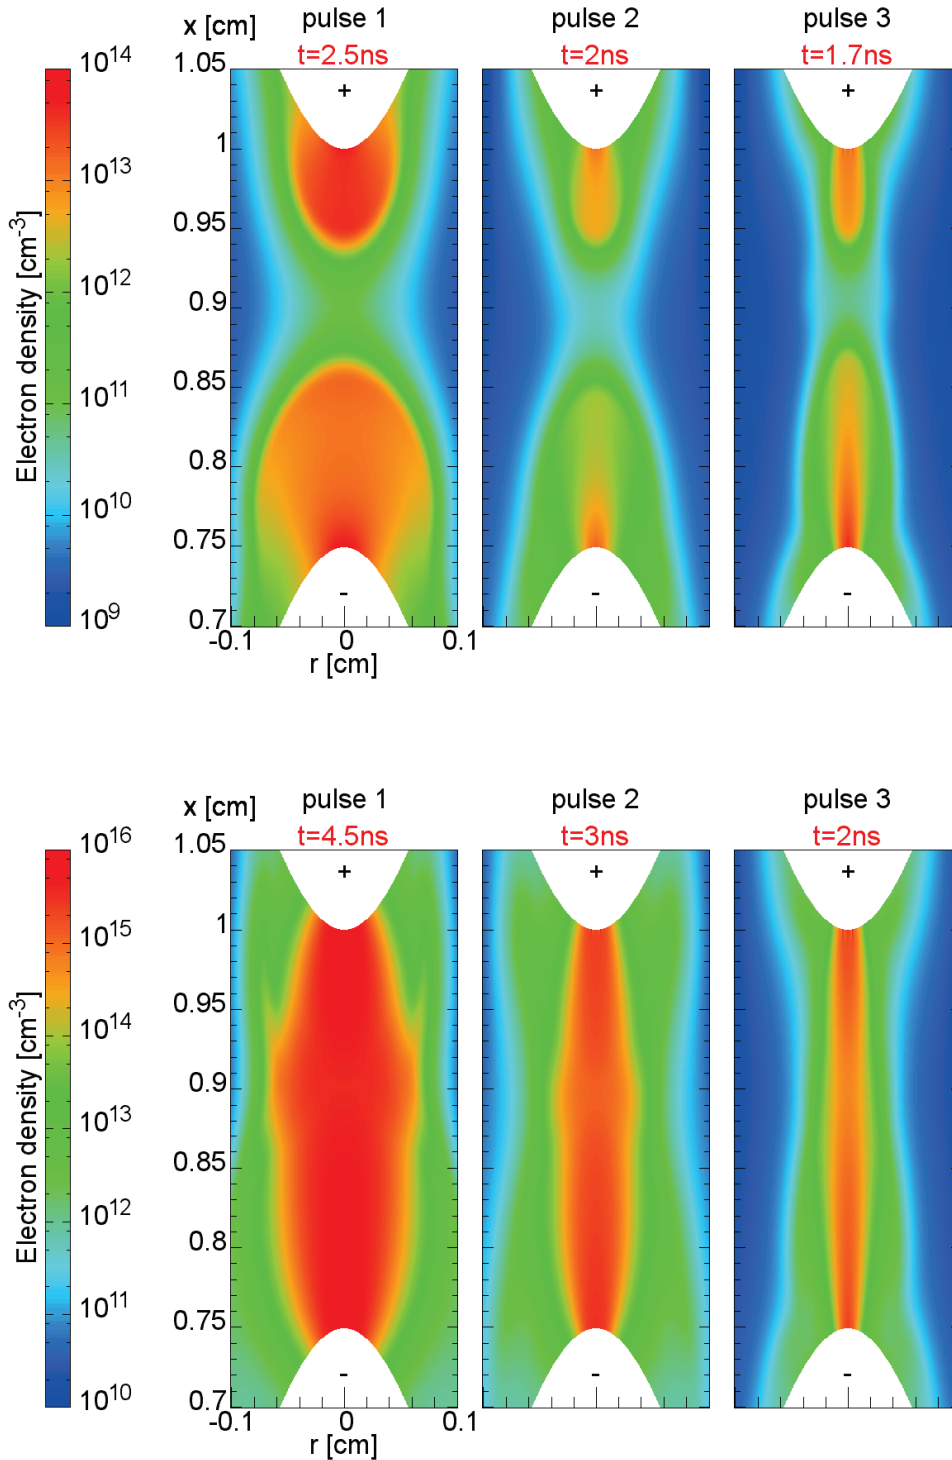 x [cm] pulse 1 pulse 2 pulse 3
t=2.5ns t=2ns t=1.7ns
10^14 1.05
+ + +
10^13 1
0.95
10^12 0.9
10^11 0.85
0.8
10^10 0.75
- - -
10^9 0.7
Electron density [cm^-3]
-0.1 0 0.1
r [cm]
x [cm] pulse 1 pulse 2 pulse 3
t=4.5ns t=3ns t=2ns
10^16 1.05
+ + +
10^15 1
0.95
10^14 0.9
10^13 0.85
10^12 0.8
10^11 0.75
- - -
10^10 0.7
Electron density [cm^-3]
-0.1 0 0.1
r [cm]